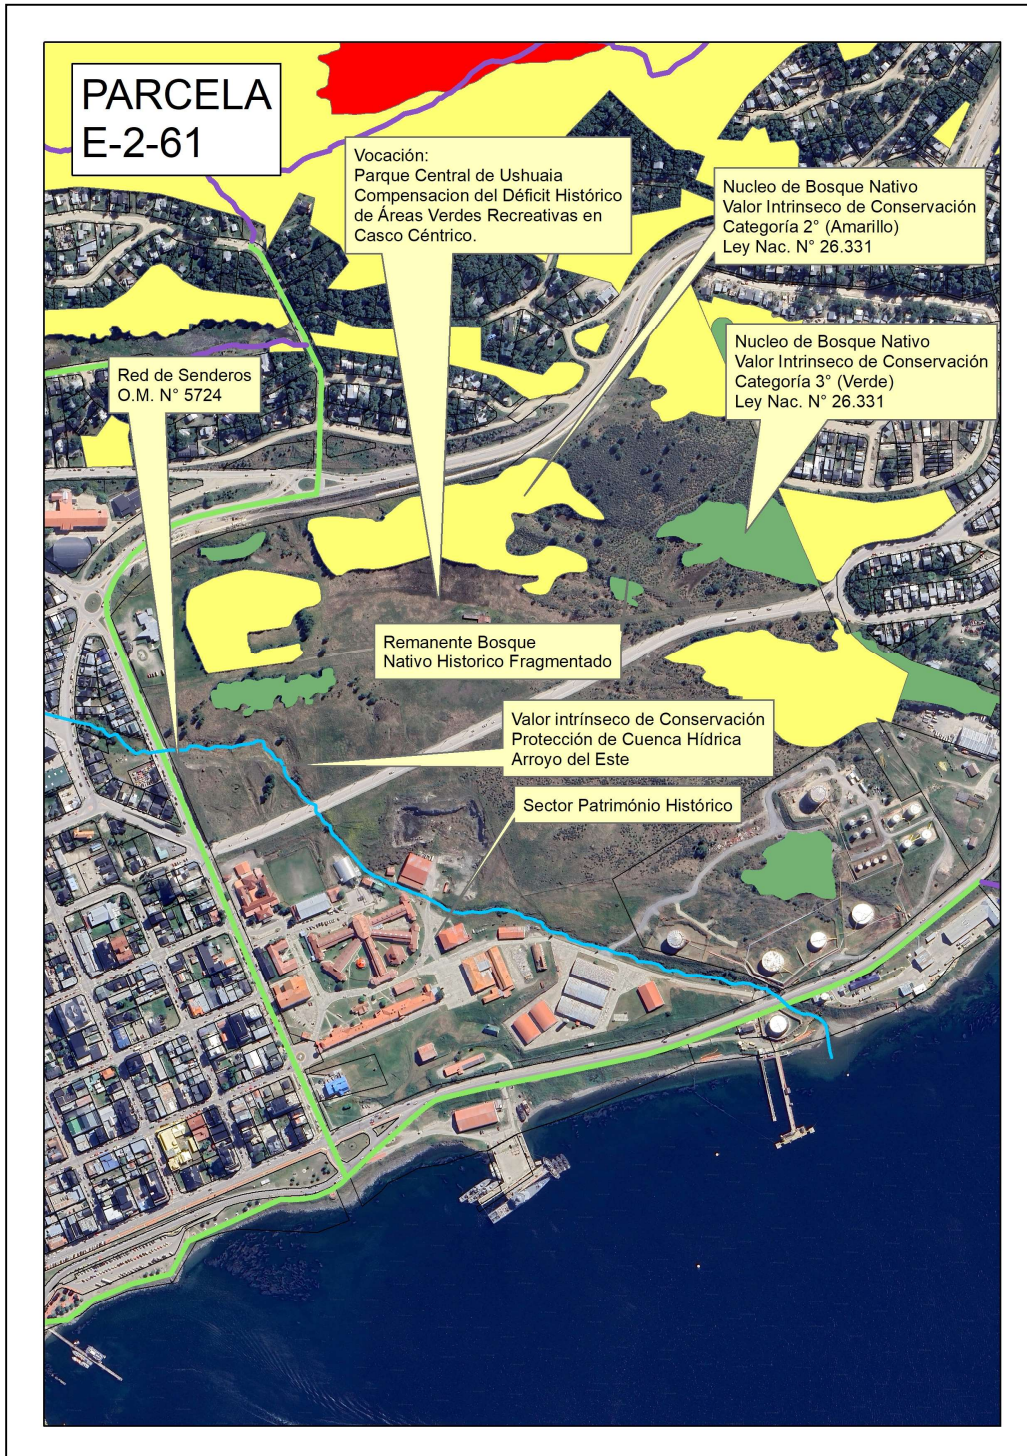 PARCELA
E-2-61
Vocación:
Parque Central de Ushuaia
Compensacion del Déficit Histórico
de Áreas Verdes Recreativas en
Casco Céntrico.
Nucleo de Bosque Nativo
Valor Intrinseco de Conservación
Categoría 2° (Amarillo)
Ley Nac. N° 26.331
Nucleo de Bosque Nativo
Valor Intrinseco de Conservación
Categoría 3° (Verde)
Ley Nac. N° 26.331
Red de Senderos
O.M. N° 5724
Remanente Bosque
Nativo Historico Fragmentado
Valor intrínseco de Conservación
Protección de Cuenca Hídrica
Arroyo del Este
Sector Património Histórico